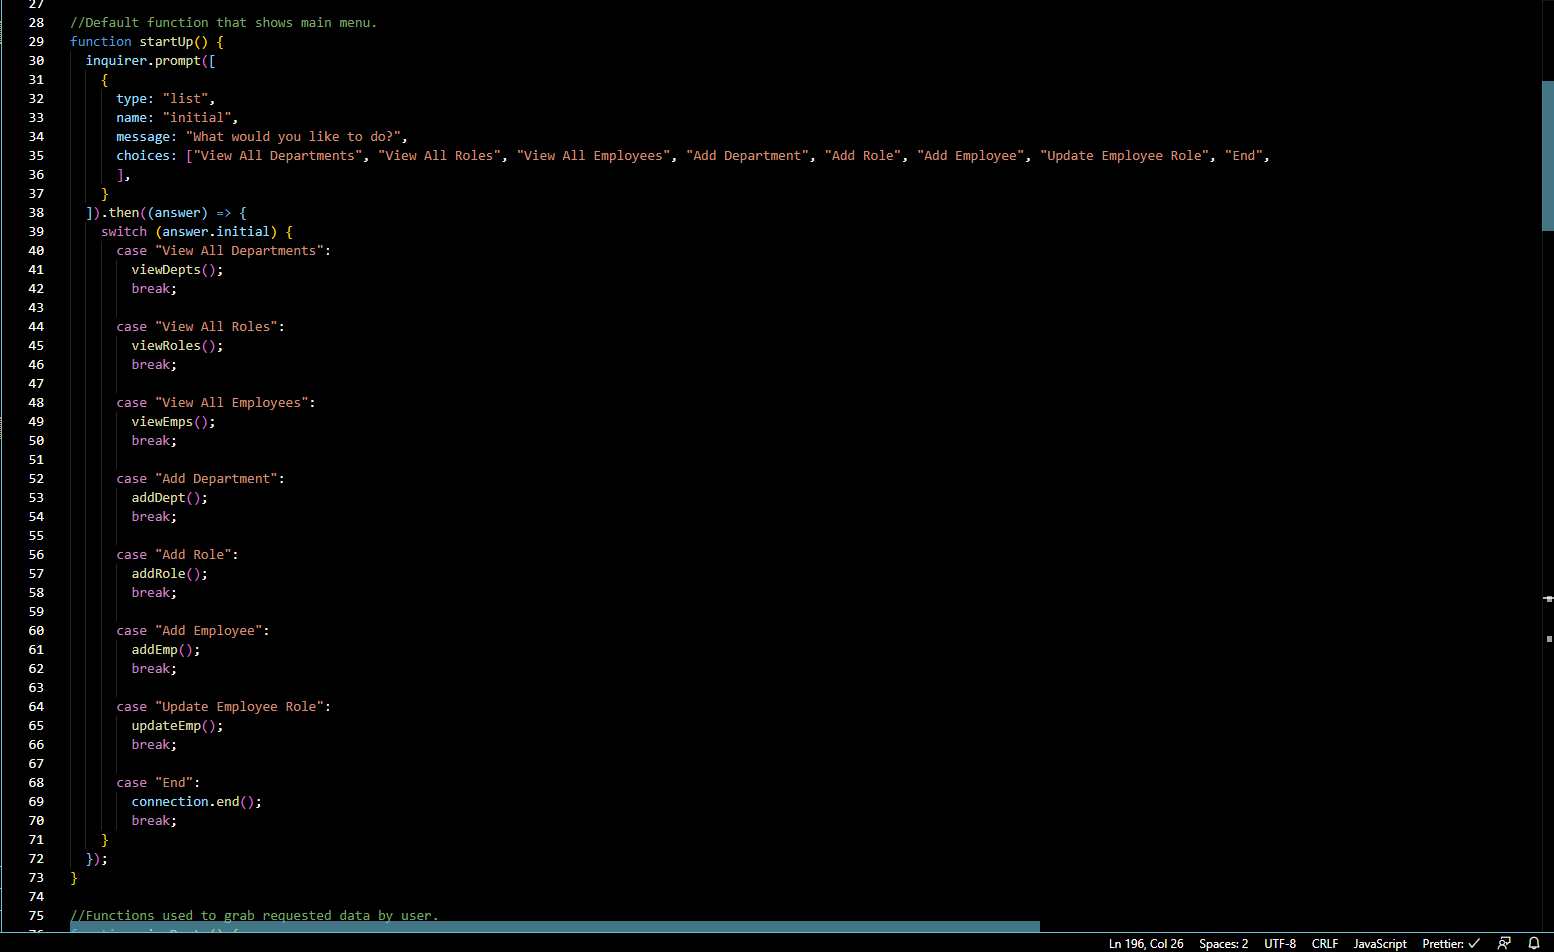 27
28 //Default function that shows main menu.
29 function startUp() {
30   inquirer.prompt([
31     {
32       type: "list",
33       name: "initial",
34       message: "What would you like to do?",
35       choices: ["View All Departments", "View All Roles", "View All Employees", "Add Department", "Add Role", "Add Employee", "Update Employee Role", "End",
36       ],
37     }
38   ]).then((answer) => {
39     switch (answer.initial) {
40       case "View All Departments":
41         viewDepts();
42         break;
43
44       case "View All Roles":
45         viewRoles();
46         break;
47
48       case "View All Employees":
49         viewEmps();
50         break;
51
52       case "Add Department":
53         addDept();
54         break;
55
56       case "Add Role":
57         addRole();
58         break;
59
60       case "Add Employee":
61         addEmp();
62         break;
63
64       case "Update Employee Role":
65         updateEmp();
66         break;
67
68       case "End":
69         connection.end();
70         break;
71     }
72   });
73 }
74
75 //Functions used to grab requested data by user.
Ln 196, Col 26 Spaces: 2 UTF-8 CRLF JavaScript Prettier: ✓